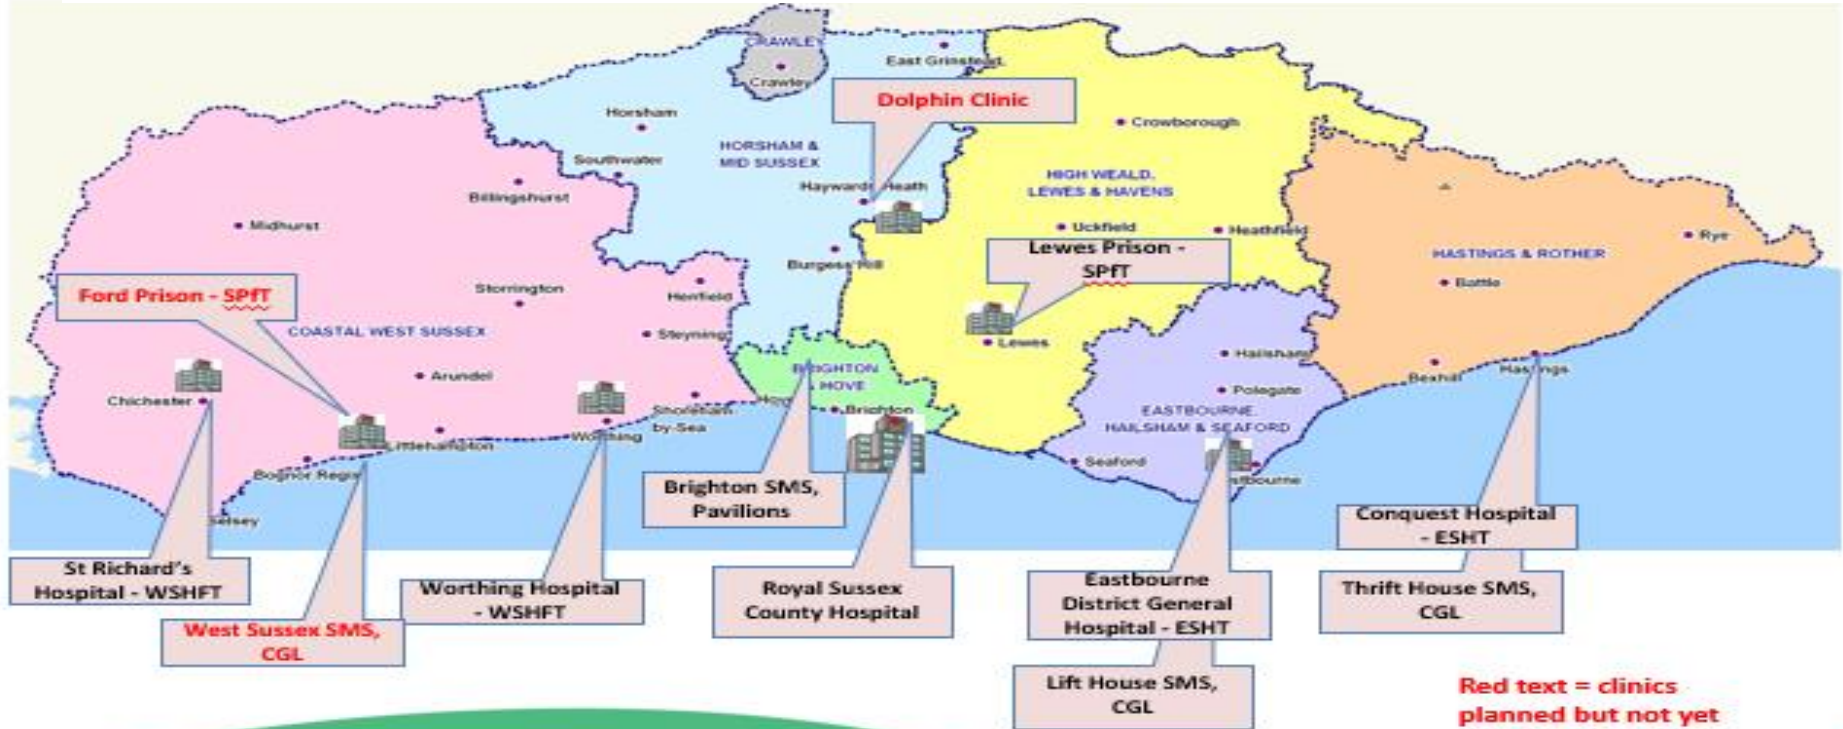 CRAWLEY
Crawley
East Grinstead
Dolphin Clinic
Horsham
Crowborough
HORSHAM &
MID SUSSEX
Southwater
HIGH WEALD,
LEWES & HAVENS
Haywards Heath
Billingshurst
Midhurst
Uckfield
Heathfield
Rye
Lewes Prison -
SPfT
HASTINGS & ROTHER
Burgess Hill
Battle
Ford Prison - SPfT
Storrington
Henfield
COASTAL WEST SUSSEX
Steyning
Lewes
Hailsham
BRIGHTON
HOVE
Arundel
Bexhill
Hastings
Polegate
Chichester
Shoreham
by-Sea
Brighton
EASTBOURNE,
HAILSHAM & SEAFORD
Worthing
Littlehampton
Seaford
Bognor Regis
stbourne
Brighton SMS,
Pavilions
Selsey
Conquest Hospital
- ESHT
St Richard's
Hospital - WSHFT
Worthing Hospital
- WSHFT
Royal Sussex
County Hospital
Eastbourne
District General
Hospital - ESHT
Thrift House SMS,
CGL
West Sussex SMS,
CGL
Lift House SMS,
CGL
Red text = clinics
planned but not yet